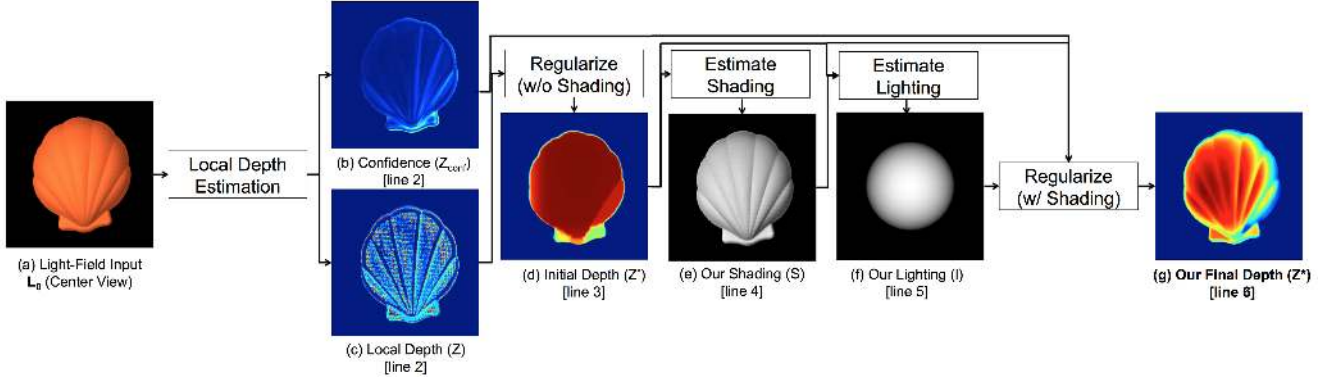 Local Depth
Estimation
Regularize
(w/o Shading)
Estimate
Shading
Estimate
Lighting
Regularize
(w/ Shading)
(a) Light-Field Input
L₀ (Center View)
(b) Confidence (Z_conf)
[line 2]
(c) Local Depth (Z)
[line 2]
(d) Initial Depth (Z*)
[line 3]
(e) Our Shading (S)
[line 4]
(f) Our Lighting (l)
[line 5]
(g) Our Final Depth (Z*)
[line 6]